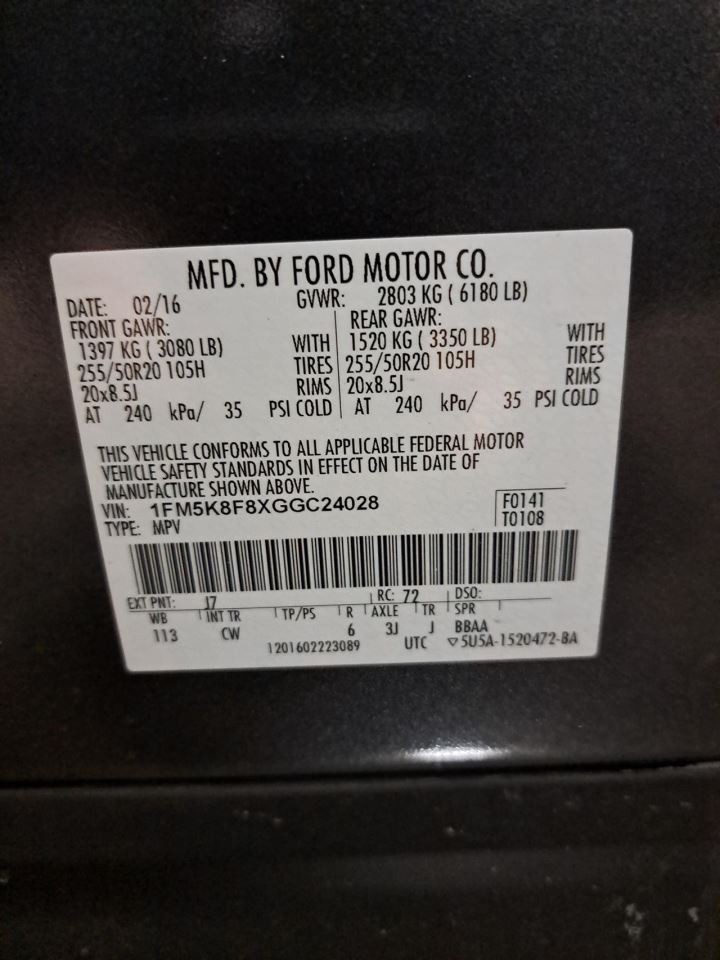 MFD. BY FORD MOTOR CO.
DATE: 02/16 GVWR: 2803 KG ( 6180 LB)
FRONT GAWR: REAR GAWR:
1397 KG ( 3080 LB) WITH 1520 KG ( 3350 LB) WITH
255/50R20 105H TIRES 255/50R20 105H TIRES
20x8.5J RIMS 20x8.5J RIMS
AT 240 kPa/ 35 PSI COLD AT 240 kPa/ 35 PSI COLD
THIS VEHICLE CONFORMS TO ALL APPLICABLE FEDERAL MOTOR
VEHICLE SAFETY STANDARDS IN EFFECT ON THE DATE OF
MANUFACTURE SHOWN ABOVE.
VIN: 1FM5K8F8XGGC24028 F0141
TYPE: MPV T0108
EXT PNT: J7 RC: 72 DSO:
WB INT TR TP/PS R AXLE TR SPR
113 CW 6 3J J BBAA
1201602223089 UTC ▽5U5A-1520472-BA